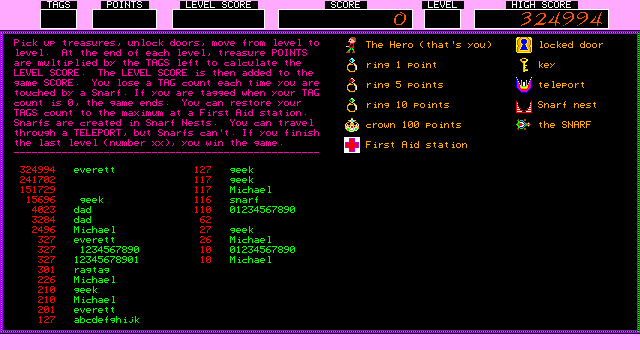 TAGS POINTS LEVEL SCORE SCORE LEVEL HIGH SCORE
0 324994
Pick up treasures, unlock doors, move from level to
level. At the end of each level, treasure POINTS
are multiplied by the TAGS left to calculate the
LEVEL SCORE. The LEVEL SCORE is then added to the
game SCORE. You lose a TAG count each time you are
touched by a Snarf. If you are tagged when your TAG
count is 0, the game ends. You can restore your
TAGS count to the maximum at a First Aid station.
Snarfs are created in Snarf Nests. You can travel
through a TELEPORT, but Snarfs can't. If you finish
the last level (number xx), you win the game.
The Hero (that's you)
ring 1 point
ring 5 points
ring 10 points
crown 100 points
First Aid station
locked door
key
teleport
Snarf nest
the SNARF
324994 everett
241702
151729
15696 geek
4023 dad
3284 dad
2496 Michael
327 everett
327 1234567890
327 12345678901
301 ragtag
226 Michael
210 geek
210 Michael
201 everett
127 abcdefghijk
127 geek
117 geek
117 Michael
116 snarf
110 01234567890
62
27 geek
26 Michael
10 01234567890
10 Michael